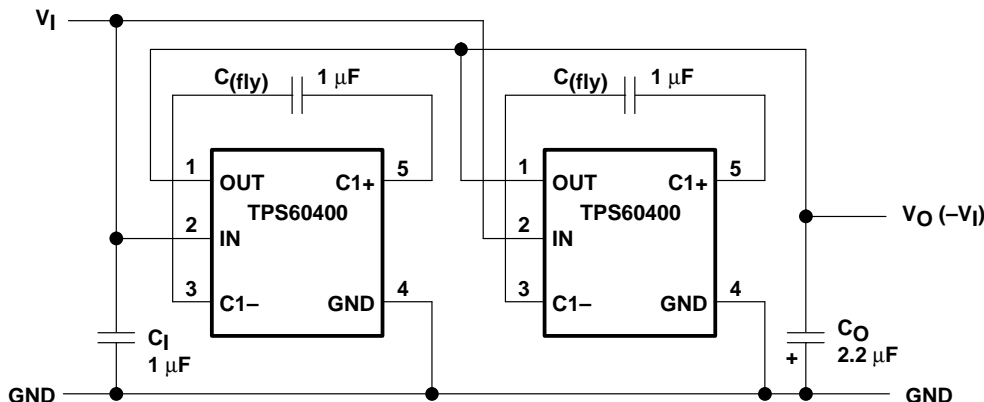 VI
C(fly) 1 μF
C(fly) 1 μF
1 OUT C1+ 5
TPS60400
2 IN
3 C1– GND 4
1 OUT C1+ 5
TPS60400
2 IN
3 C1– GND 4
VO (–VI)
CI
1 μF
CO
2.2 μF
+
GND
GND